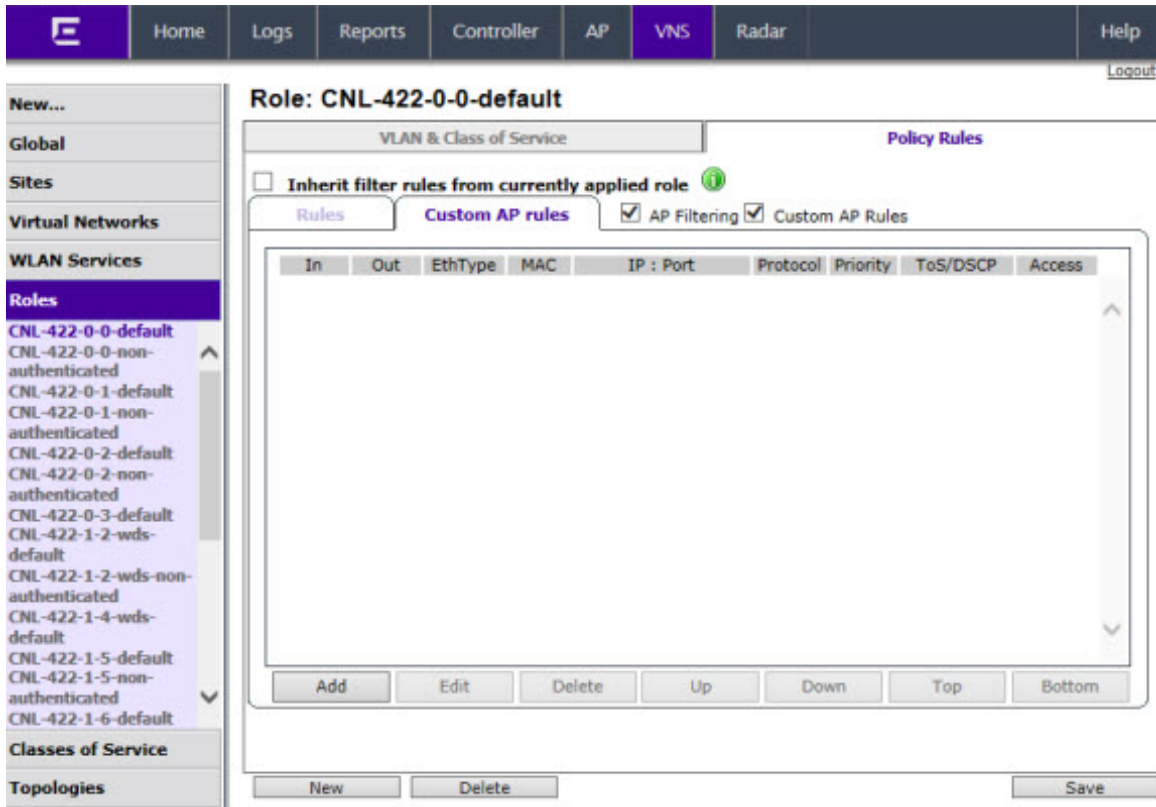 Home Logs Reports Controller AP VNS Radar Help
Logout
New...
Global
Sites
Virtual Networks
WLAN Services
Roles
CNL-422-0-0-default
CNL-422-0-0-non-
authenticated
CNL-422-0-1-default
CNL-422-0-1-non-
authenticated
CNL-422-0-2-default
CNL-422-0-2-non-
authenticated
CNL-422-0-3-default
CNL-422-1-2-wds-
default
CNL-422-1-2-wds-non-
authenticated
CNL-422-1-4-wds-
default
CNL-422-1-5-default
CNL-422-1-5-non-
authenticated
CNL-422-1-6-default
Classes of Service
Topologies
Role: CNL-422-0-0-default
VLAN & Class of Service Policy Rules
Inherit filter rules from currently applied role
Rules Custom AP rules AP Filtering Custom AP Rules
In Out EthType MAC IP : Port Protocol Priority ToS/DSCP Access
Add Edit Delete Up Down Top Bottom
New Delete Save